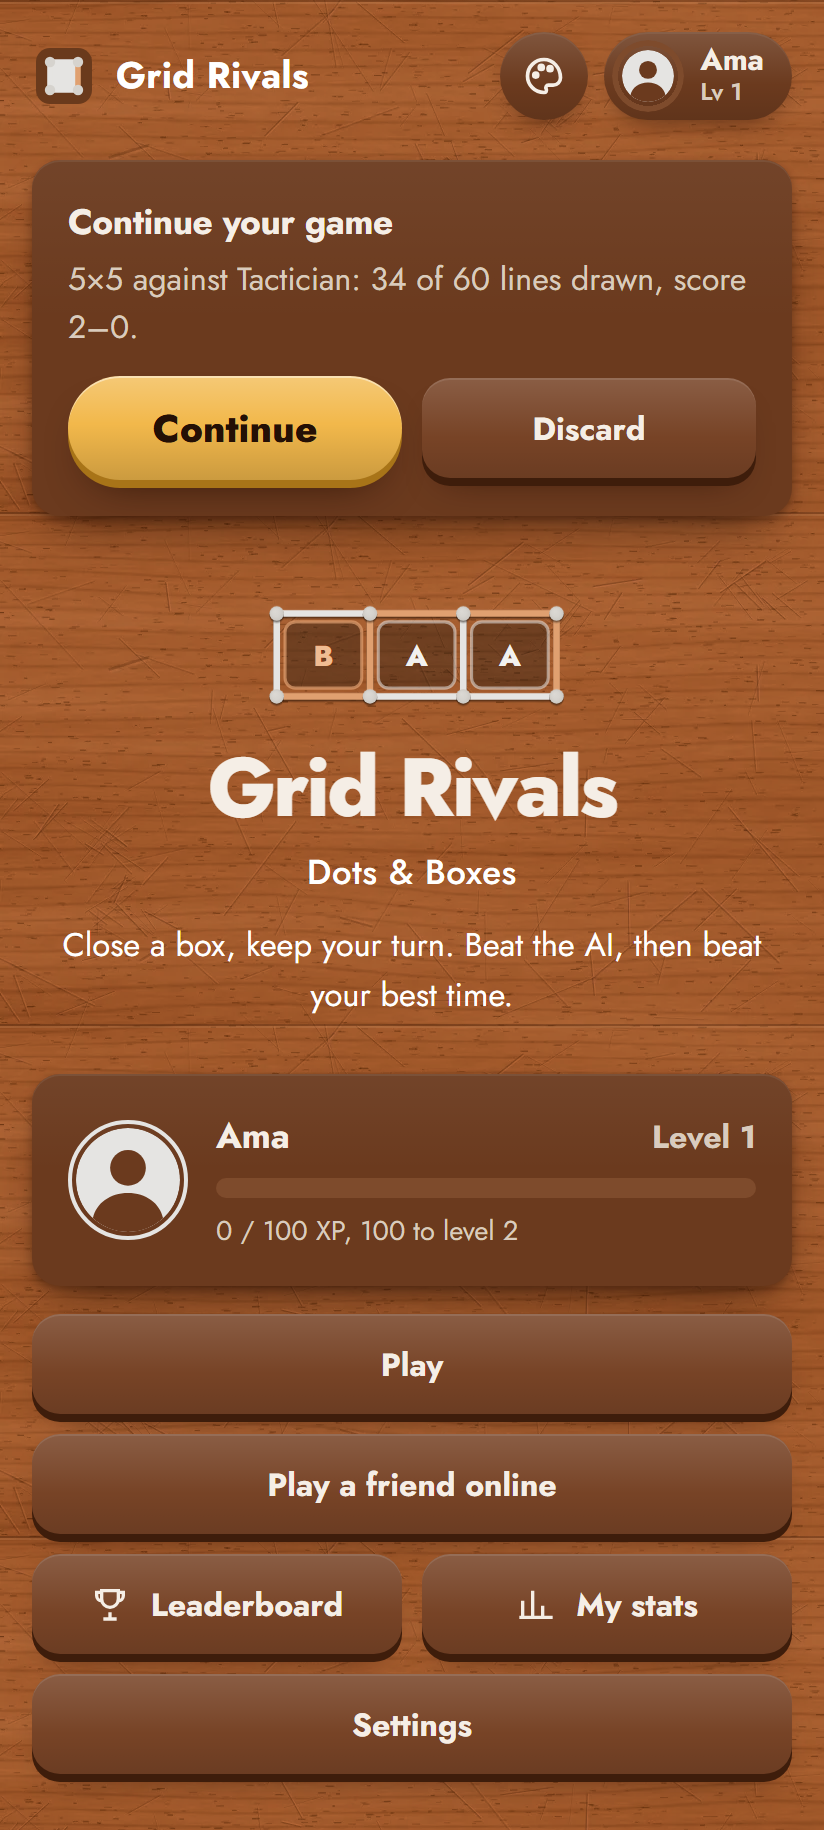 Grid Rivals
Ama
Lv 1
Continue your game
5×5 against Tactician: 34 of 60 lines drawn, score
2–0.
Continue
Discard
B A A
Grid Rivals
Dots & Boxes
Close a box, keep your turn. Beat the AI, then beat
your best time.
Ama
Level 1
0 / 100 XP, 100 to level 2
Play
Play a friend online
Leaderboard
My stats
Settings